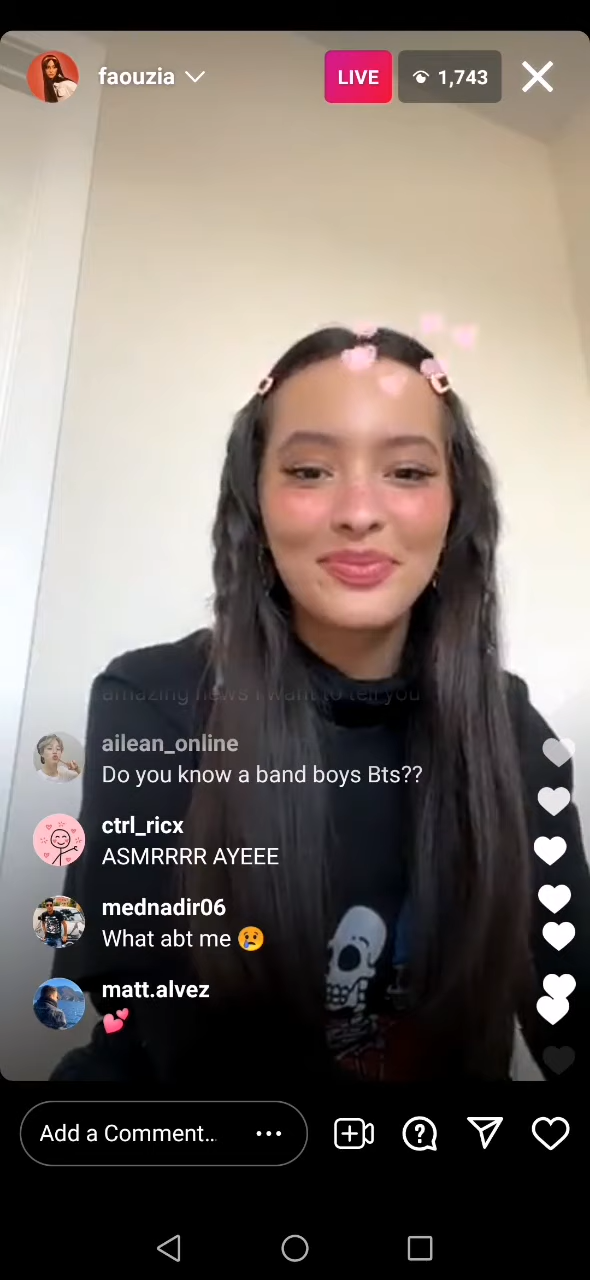 faouzia
LIVE
1,743
amazing news I want to tell you
ailean_online
Do you know a band boys Bts??
ctrl_ricx
ASMRRRR AYEEE
mednadir06
What abt me 😢
matt.alvez
💕
Add a Comment...